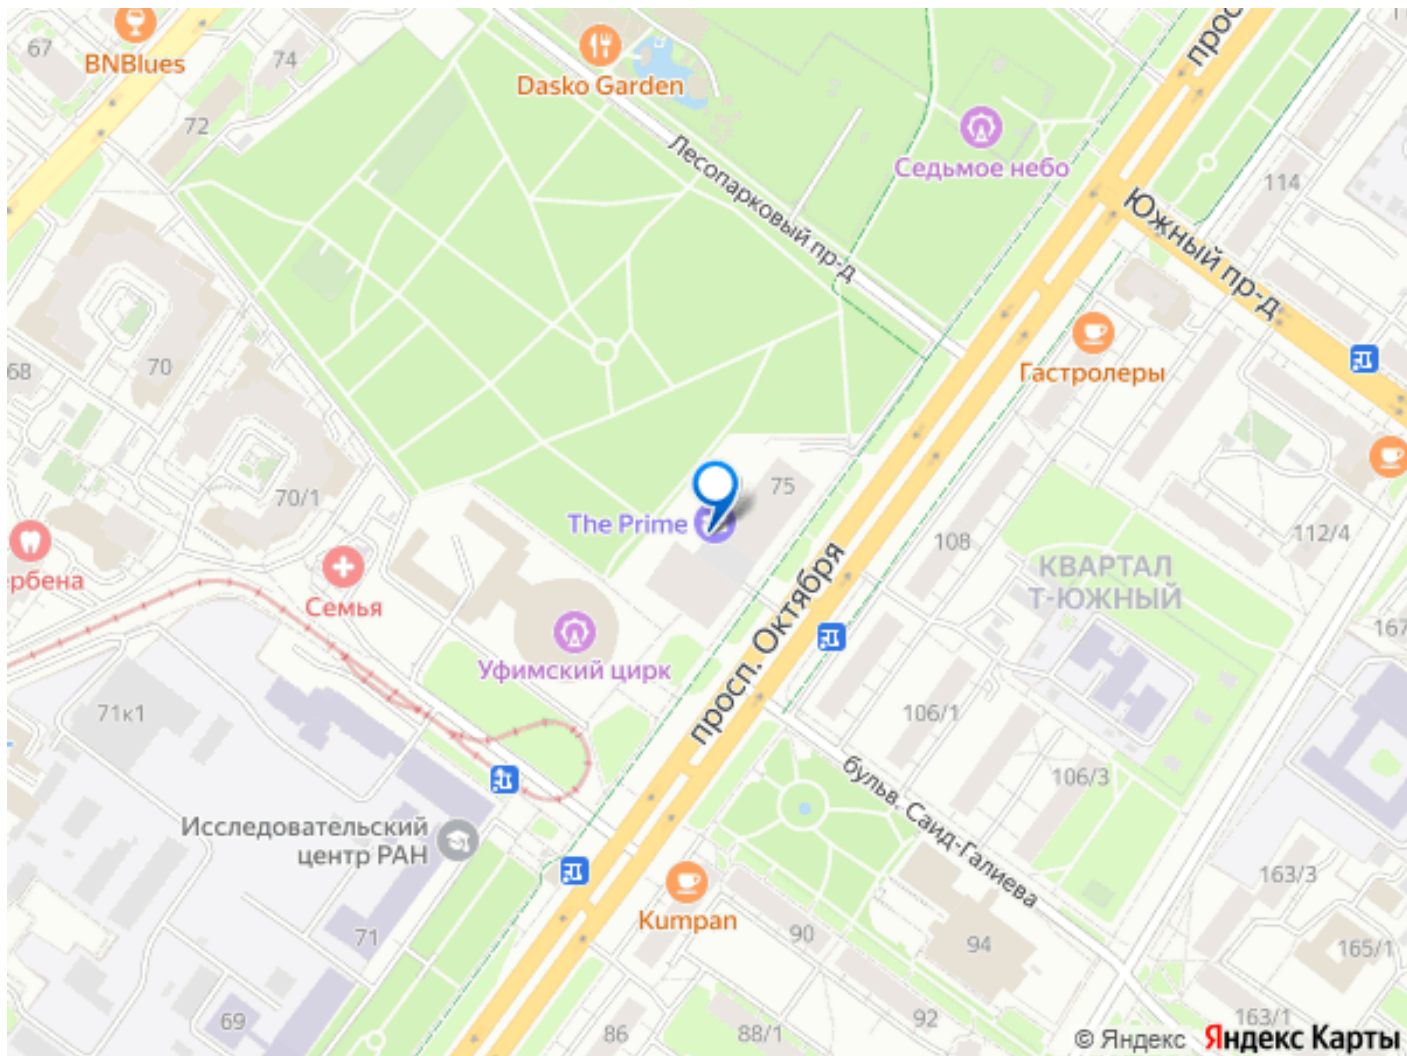 67
BNBlues
74
72
Dasko Garden
Лесопарковый пр-д
Седьмое небо
114
Южный пр-д
Гастролеры
68
70
70/1
75
The Prime
108
КВАРТАЛ
Т-ЮЖНЫЙ
112/4
рбена
Семья
Уфимский цирк
просп. Октября
167
71к1
106/1
106/3
бульв. Саид-Галиева
Исследовательский
центр РАН
163/3
Kumpan
71
90
94
165/1
69
86
88/1
92
163/1
© Яндекс Яндекс Карты